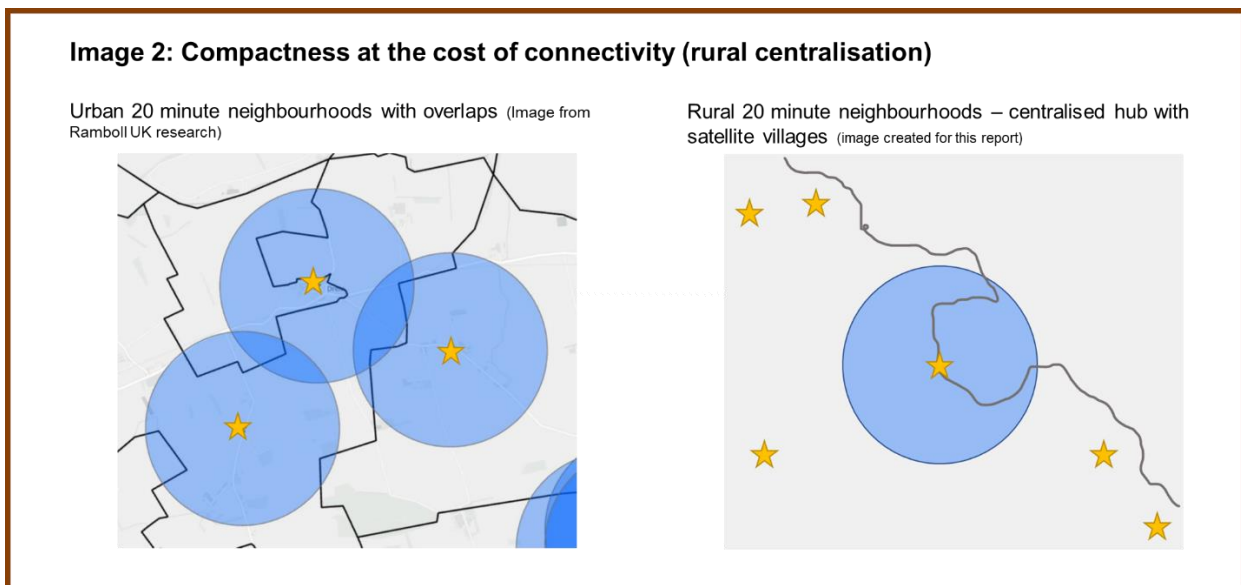 Image 2: Compactness at the cost of connectivity (rural centralisation)
Urban 20 minute neighbourhoods with overlaps (Image from
Ramboll UK research)
Rural 20 minute neighbourhoods – centralised hub with
satellite villages (image created for this report)